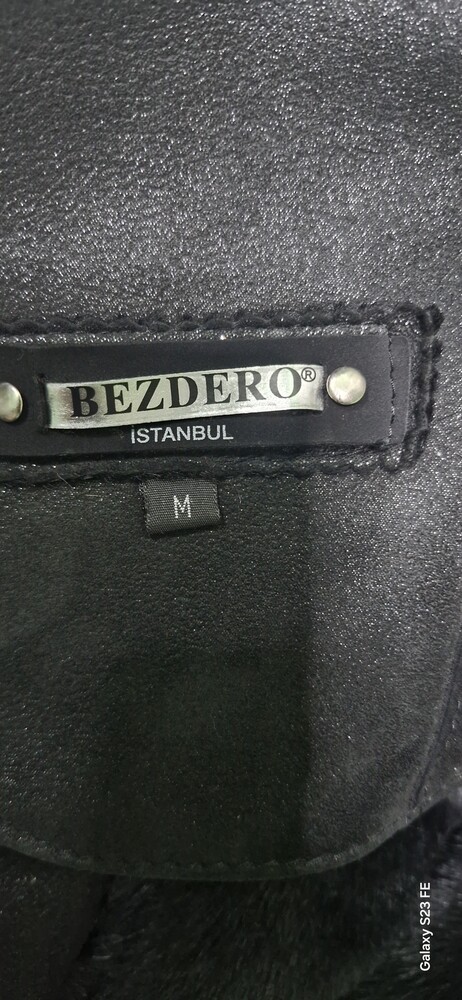 BEZDERO®
İSTANBUL
M
Galaxy S23 FE